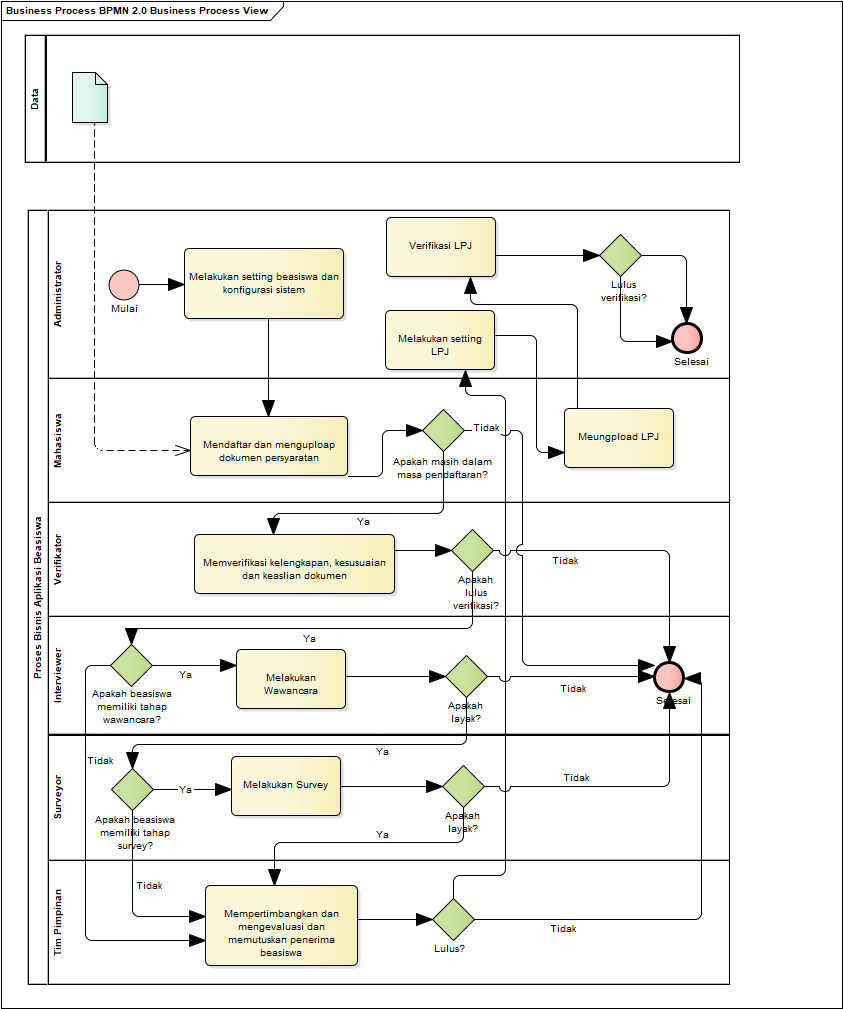 Business Process BPMN 2.0 Business Process View
Data
Proses Bisnis Aplikasi Beasiswa
Administrator
Mulai
Melakukan setting beasiswa dan
konfigurasi sistem
Verifikasi LPJ
Lulus
verifikasi?
Melakukan setting
LPJ
Selesai
Mahasiswa
Mendaftar dan menguploap
dokumen persyaratan
Apakah masih dalam
masa pendaftaran?
Tidak
Meungpload LPJ
Ya
Verifikator
Memverifikasi kelengkapan, kesusuaian
dan keaslian dokumen
Apakah
lulus
verifikasi?
Tidak
Ya
Interviewer
Apakah beasiswa
memiliki tahap
wawancara?
Ya
Melakukan
Wawancara
Apakah
layak?
Tidak
Selesai
Tidak
Ya
Surveyor
Apakah beasiswa
memiliki tahap
survey?
Ya
Melakukan Survey
Apakah
layak?
Tidak
Ya
Tidak
Tim Pimpinan
Mempertimbangkan dan
mengevaluasi dan
memutuskan penerima
beasiswa
Lulus?
Tidak